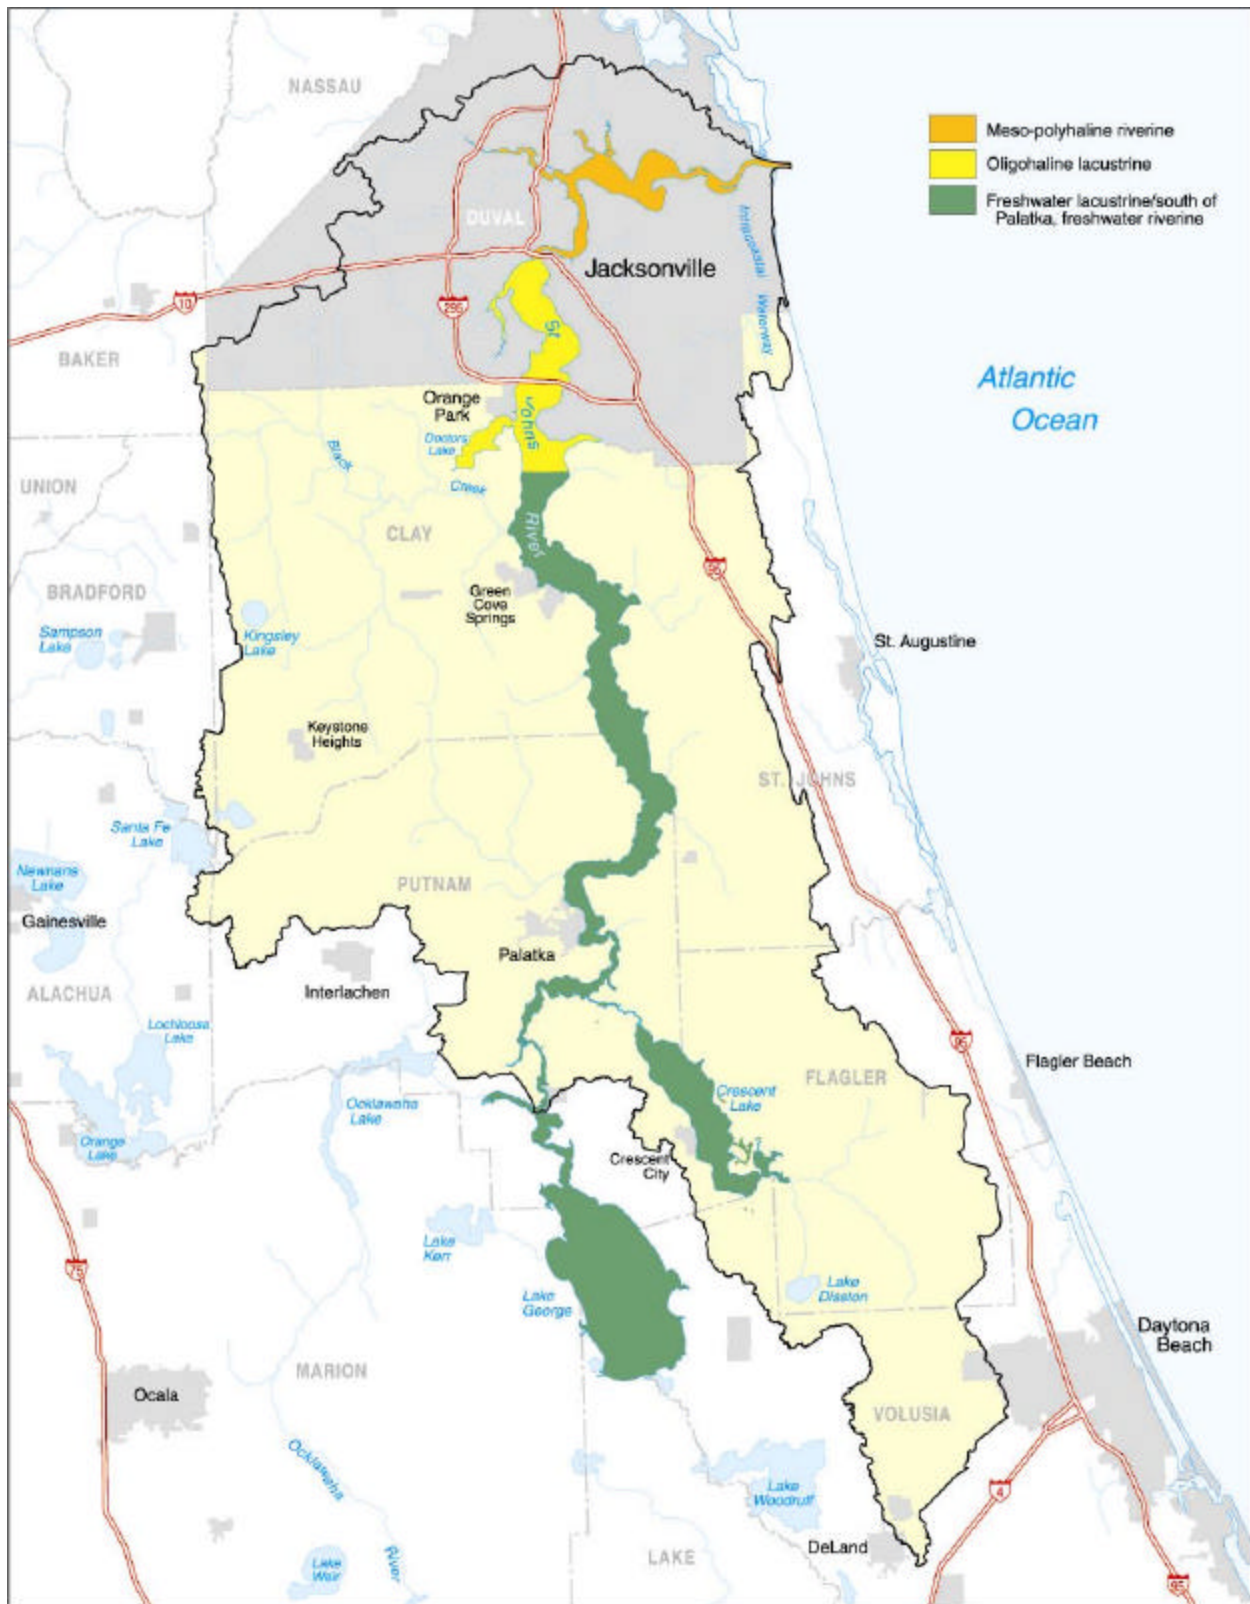 NASSAU
Meso-polyhaline riverine
Oligohaline lacustrine
Freshwater lacustrine/south of
Palatka, freshwater riverine
DUVAL
Intracoastal Waterway
Jacksonville
10
295
BAKER
St
Johns
River
Atlantic
Ocean
Orange
Park
Doctors
Lake
Black
Creek
UNION
CLAY
95
BRADFORD
Green
Cove
Springs
Sampson
Lake
Kingsley
Lake
St. Augustine
Keystone
Heights
ST. JOHNS
Santa Fe
Lake
Newnans
Lake
PUTNAM
Gainesville
Palatka
Interlachen
ALACHUA
Lochloosa
Lake
95
Flagler Beach
FLAGLER
Crescent
Lake
Ocklawaha
Lake
Orange
Lake
Crescent
City
Lake
Kerr
75
Lake
George
Lake
Disston
Daytona
Beach
MARION
Ocala
VOLUSIA
Ocklawaha
River
Lake
Woodruff
4
DeLand
LAKE
Lake
Weir
95